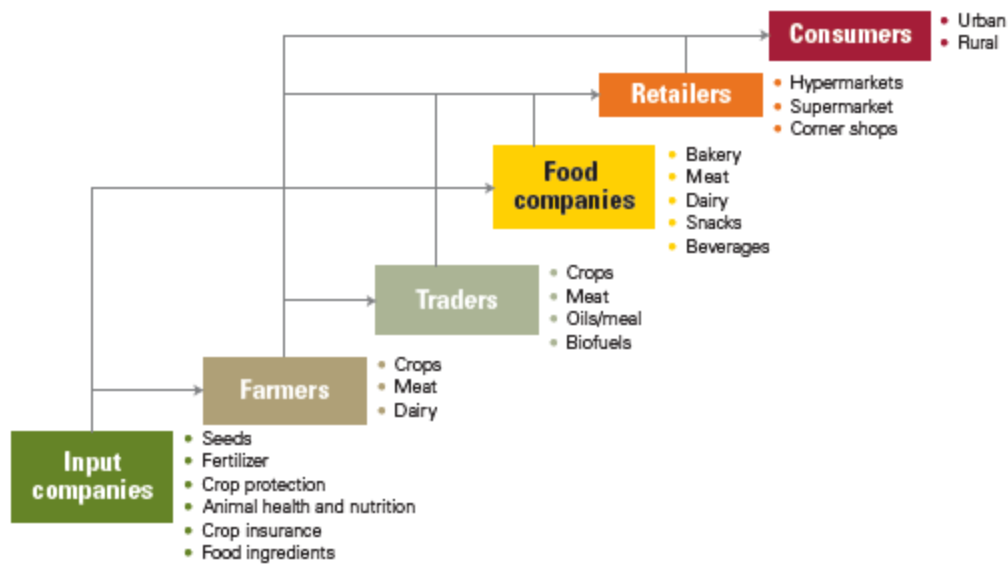 Consumers
• Urban
• Rural
Retailers
• Hypermarkets
• Supermarket
• Corner shops
Food
companies
• Bakery
• Meat
• Dairy
• Snacks
• Beverages
Traders
• Crops
• Meat
• Oils/meal
• Biofuels
Farmers
• Crops
• Meat
• Dairy
Input
companies
• Seeds
• Fertilizer
• Crop protection
• Animal health and nutrition
• Crop insurance
• Food ingredients